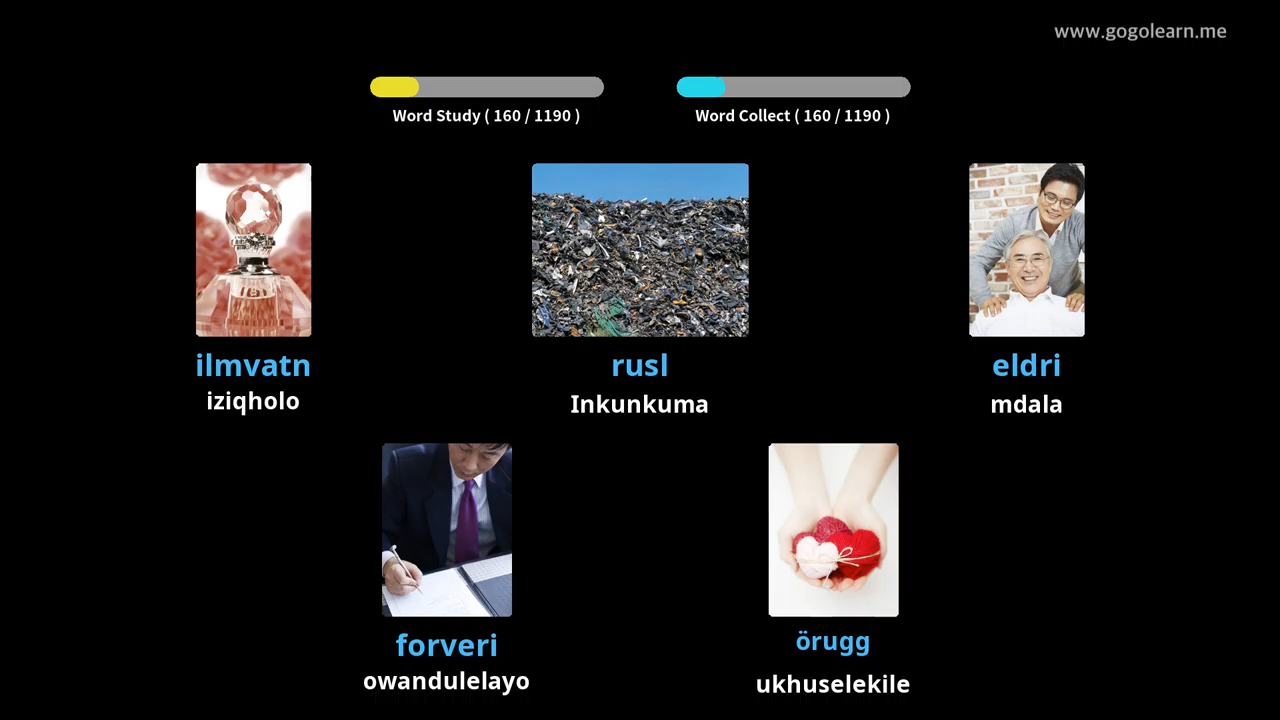 www.gogolearn.me
Word Study ( 160 / 1190 )
Word Collect ( 160 / 1190 )
ilmvatn
iziqholo
rusl
Inkunkuma
eldri
mdala
forveri
owandulelayo
örugg
ukhuselekile